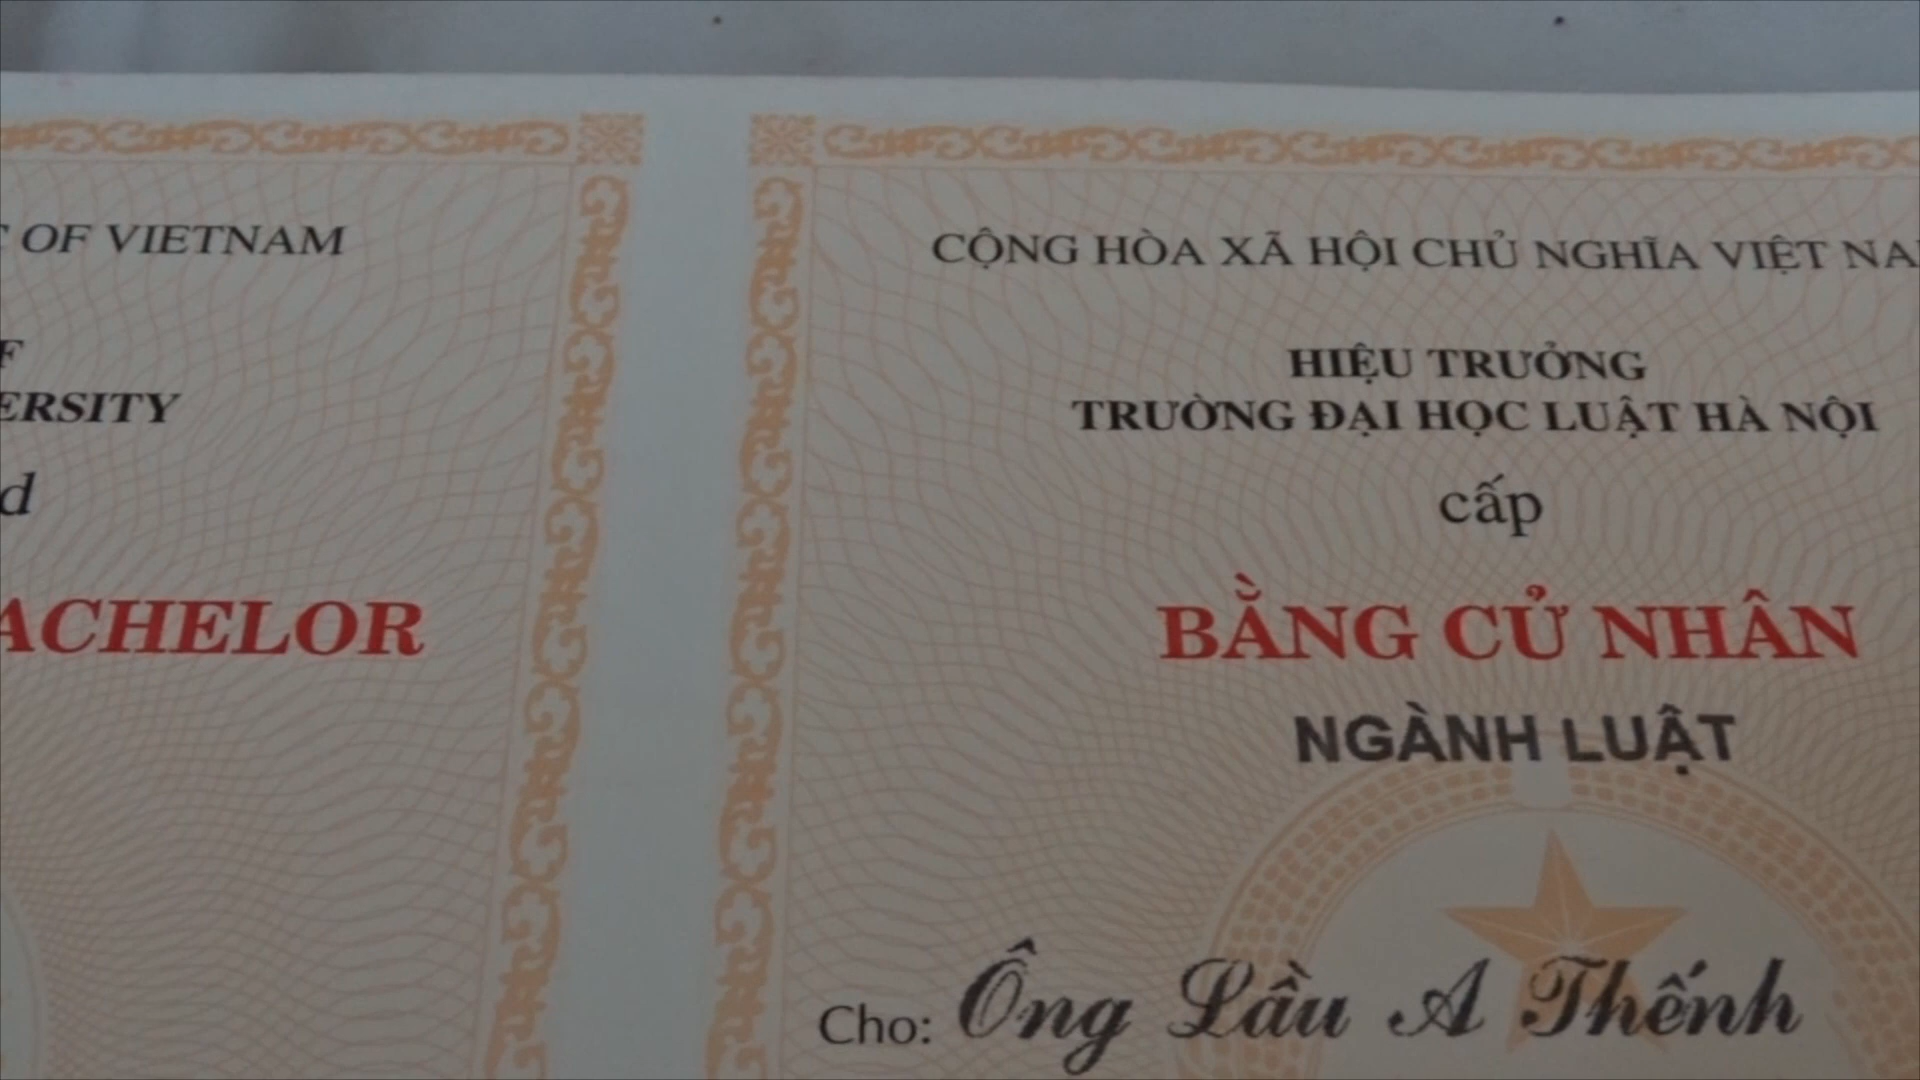 OF VIETNAM
ERSITY
ACHELOR
CỘNG HÒA XÃ HỘI CHỦ NGHĨA VIỆT NA
HIỆU TRƯỞNG
TRƯỜNG ĐẠI HỌC LUẬT HÀ NỘI
cấp
BẰNG CỬ NHÂN
NGÀNH LUẬT
Cho: Ông Lầu A Thếnh